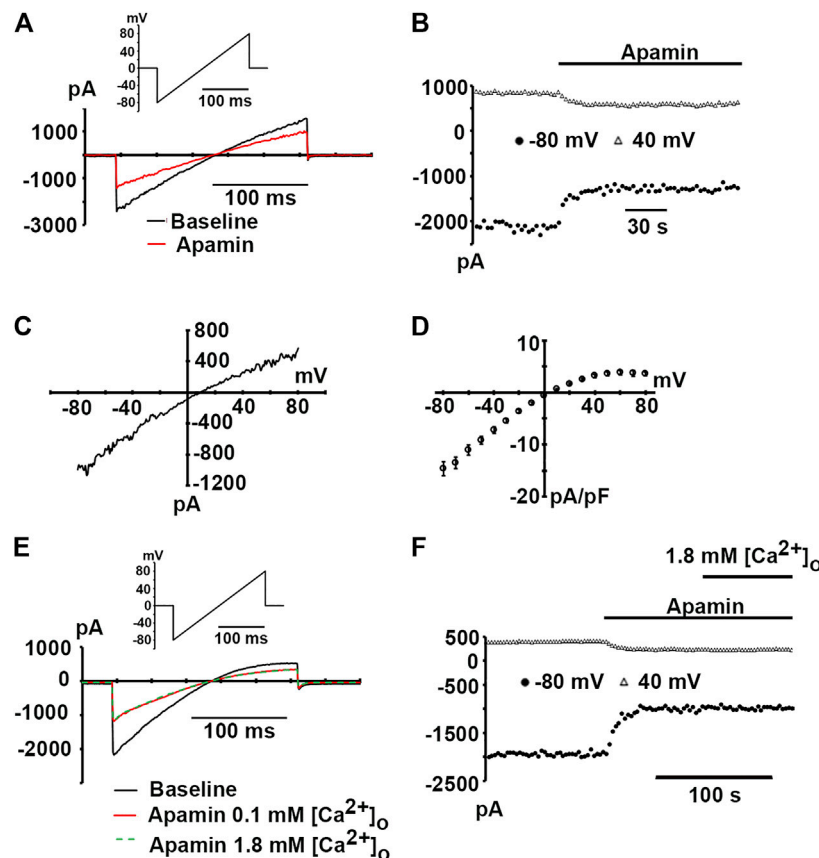 A
mV
80
40
0
-40
-80
100 ms
pA
1000
-1000
-3000
100 ms
Baseline
Apamin
B
Apamin
1000
0
-1000
-2000
pA
-80 mV
40 mV
30 s
C
800
400
-400
-800
-1200
pA
mV
-80
-40
40
80
D
10
-10
-20
pA/pF
mV
-80
-40
40
80
E
mV
80
40
0
-40
-80
100 ms
pA
1000
0
-1000
-2000
100 ms
Baseline
Apamin 0.1 mM [Ca2+]o
Apamin 1.8 mM [Ca2+]o
F
1.8 mM [Ca2+]o
Apamin
500
0
-500
-1500
-2500
pA
-80 mV
40 mV
100 s